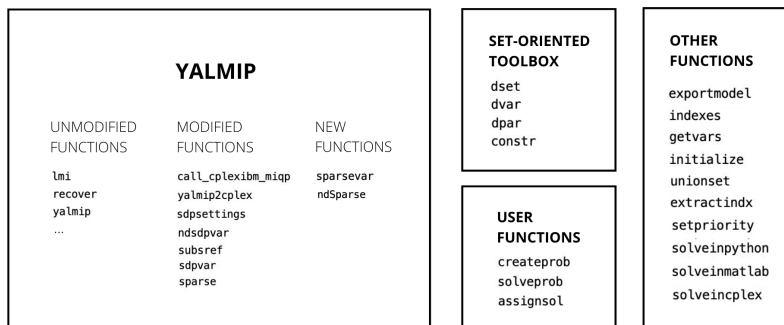 YALMIP
UNMODIFIED
FUNCTIONS
lmi
recover
yalmip
...
MODIFIED
FUNCTIONS
call_cplexibm_miqp
yalmip2cplex
sdpsettings
ndsdpvar
subsref
sdpvar
sparse
NEW
FUNCTIONS
sparsevar
ndSparse
SET-ORIENTED
TOOLBOX
dset
dvar
dpar
constr
USER
FUNCTIONS
createprob
solveprob
assignsol
OTHER
FUNCTIONS
exportmodel
indexes
getvars
initialize
unionset
extractindx
setpriority
solveinpython
solveinmatlab
solveincplex